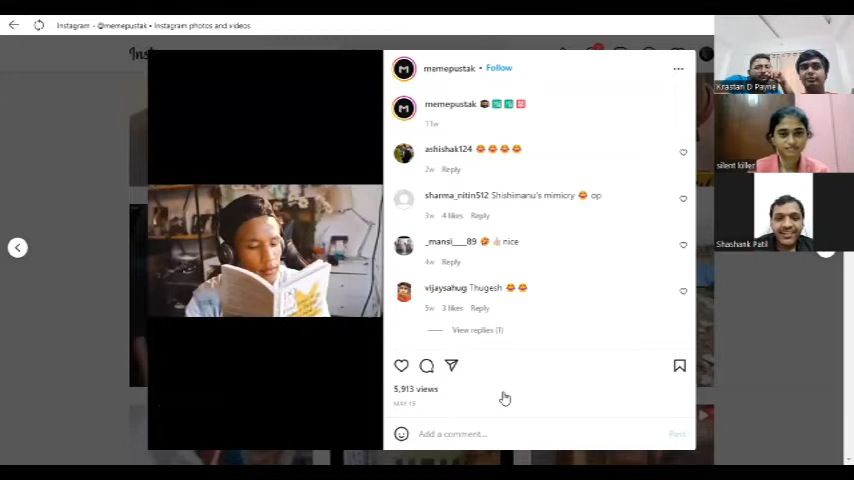 Instagram - @memepustak • Instagram photos and videos
memepustak • Follow
memepustak
11w
ashishak124 😂😂😂😂
2w Reply
sharma_nitin512 Shishimanu's mimicry 😂 op
3w 4 likes Reply
_mansi___89 nice
4w Reply
vijaysahug Thugesh 😂😂
5w 3 likes Reply
View replies (1)
5,913 views
MAY 15
Add a comment...
Post
Krastan D Payne
silent killer
Shashank Patil